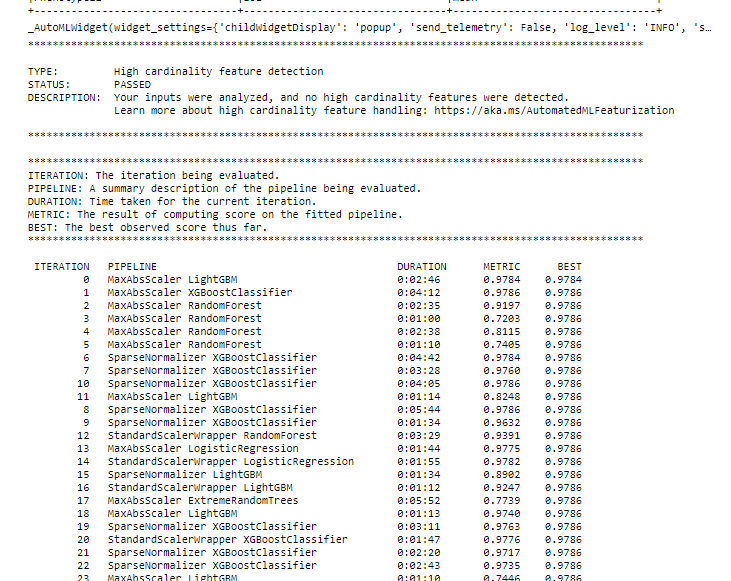 +---------------------------------+---------------------------------+---------------------------------+
_AutoMLWidget(widget_settings={'childWidgetDisplay': 'popup', 'send_telemetry': False, 'log_level': 'INFO', 's…
****************************************************************************************************
TYPE:         High cardinality feature detection
STATUS:       PASSED
DESCRIPTION:  Your inputs were analyzed, and no high cardinality features were detected.
              Learn more about high cardinality feature handling: https://aka.ms/AutomatedMLFeaturization
****************************************************************************************************
****************************************************************************************************
ITERATION: The iteration being evaluated.
PIPELINE: A summary description of the pipeline being evaluated.
DURATION: Time taken for the current iteration.
METRIC: The result of computing score on the fitted pipeline.
BEST: The best observed score thus far.
****************************************************************************************************
 ITERATION   PIPELINE                                       DURATION      METRIC      BEST
         0   MaxAbsScaler LightGBM                          0:02:46       0.9784    0.9784
         1   MaxAbsScaler XGBoostClassifier                 0:04:12       0.9786    0.9786
         2   MaxAbsScaler RandomForest                      0:02:35       0.9197    0.9786
         3   MaxAbsScaler RandomForest                      0:01:00       0.7203    0.9786
         4   MaxAbsScaler RandomForest                      0:02:38       0.8115    0.9786
         5   MaxAbsScaler RandomForest                      0:01:10       0.7405    0.9786
         6   SparseNormalizer XGBoostClassifier             0:04:42       0.9784    0.9786
         7   SparseNormalizer XGBoostClassifier             0:03:28       0.9760    0.9786
        10   SparseNormalizer XGBoostClassifier             0:04:05       0.9786    0.9786
        11   MaxAbsScaler LightGBM                          0:01:14       0.8248    0.9786
         8   SparseNormalizer XGBoostClassifier             0:05:44       0.9786    0.9786
         9   SparseNormalizer XGBoostClassifier             0:01:34       0.9632    0.9786
        12   StandardScalerWrapper RandomForest             0:03:29       0.9391    0.9786
        13   MaxAbsScaler LogisticRegression                0:01:44       0.9775    0.9786
        14   StandardScalerWrapper LogisticRegression       0:01:55       0.9782    0.9786
        15   SparseNormalizer LightGBM                      0:01:34       0.8902    0.9786
        16   StandardScalerWrapper LightGBM                 0:01:12       0.9247    0.9786
        17   MaxAbsScaler ExtremeRandomTrees                0:05:52       0.7739    0.9786
        18   MaxAbsScaler LightGBM                          0:01:13       0.9740    0.9786
        19   SparseNormalizer XGBoostClassifier             0:03:11       0.9763    0.9786
        20   StandardScalerWrapper XGBoostClassifier        0:01:47       0.9776    0.9786
        21   SparseNormalizer XGBoostClassifier             0:02:20       0.9717    0.9786
        22   SparseNormalizer XGBoostClassifier             0:02:43       0.9735    0.9786
        23   MaxAbsScaler LightGBM                          0:01:10       0.7446    0.9786